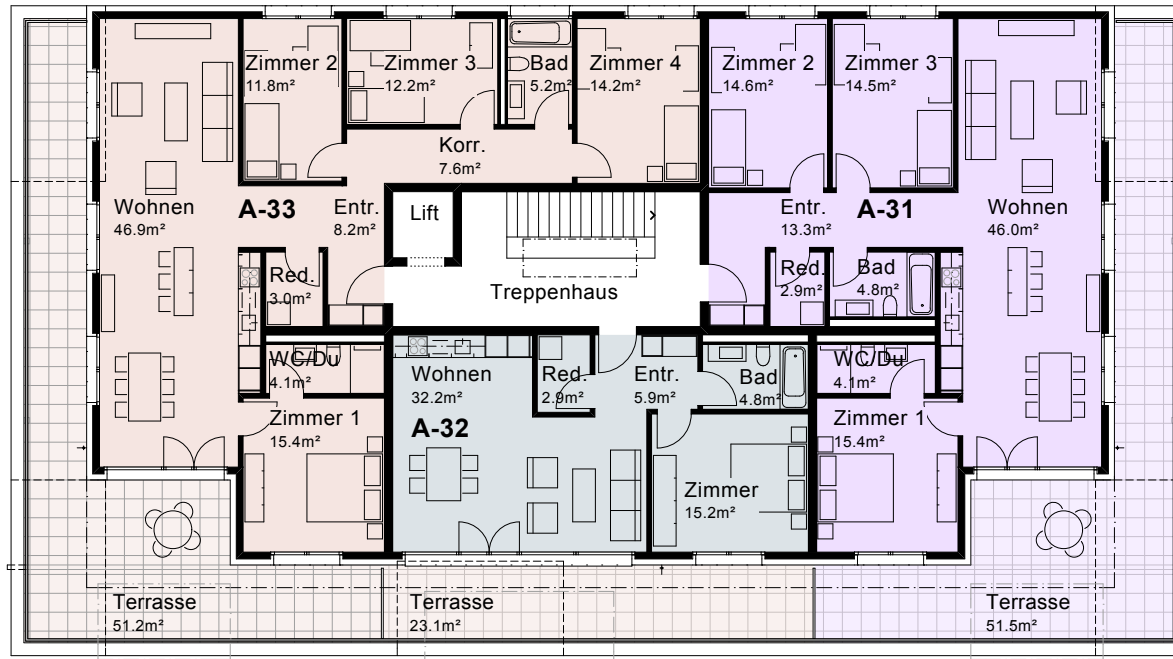 Zimmer 2
11.8m²
Zimmer 3
12.2m²
Bad
5.2m²
Zimmer 4
14.2m²
Zimmer 2
14.6m²
Zimmer 3
14.5m²
Korr.
7.6m²
Wohnen
46.9m²
A-33
Entr.
8.2m²
Lift
Entr.
13.3m²
A-31
Wohnen
46.0m²
Red.
3.0m²
Treppenhaus
Red.
2.9m²
Bad
4.8m²
WC/Du
4.1m²
Wohnen
32.2m²
A-32
Red.
2.9m²
Entr.
5.9m²
Bad
4.8m²
WC/Du
4.1m²
Zimmer 1
15.4m²
Zimmer 1
15.4m²
Zimmer
15.2m²
Terrasse
51.2m²
Terrasse
23.1m²
Terrasse
51.5m²